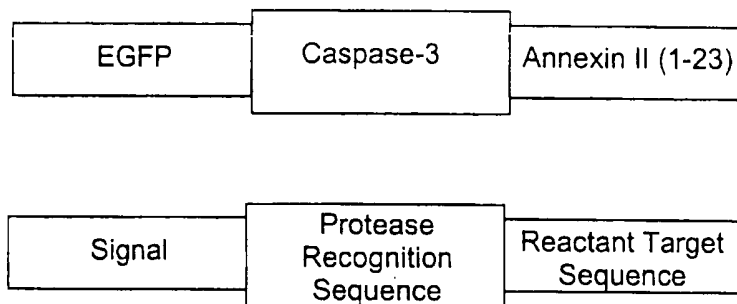 EGFP Caspase-3 Annexin II (1-23)
Signal Protease Recognition Sequence Reactant Target Sequence